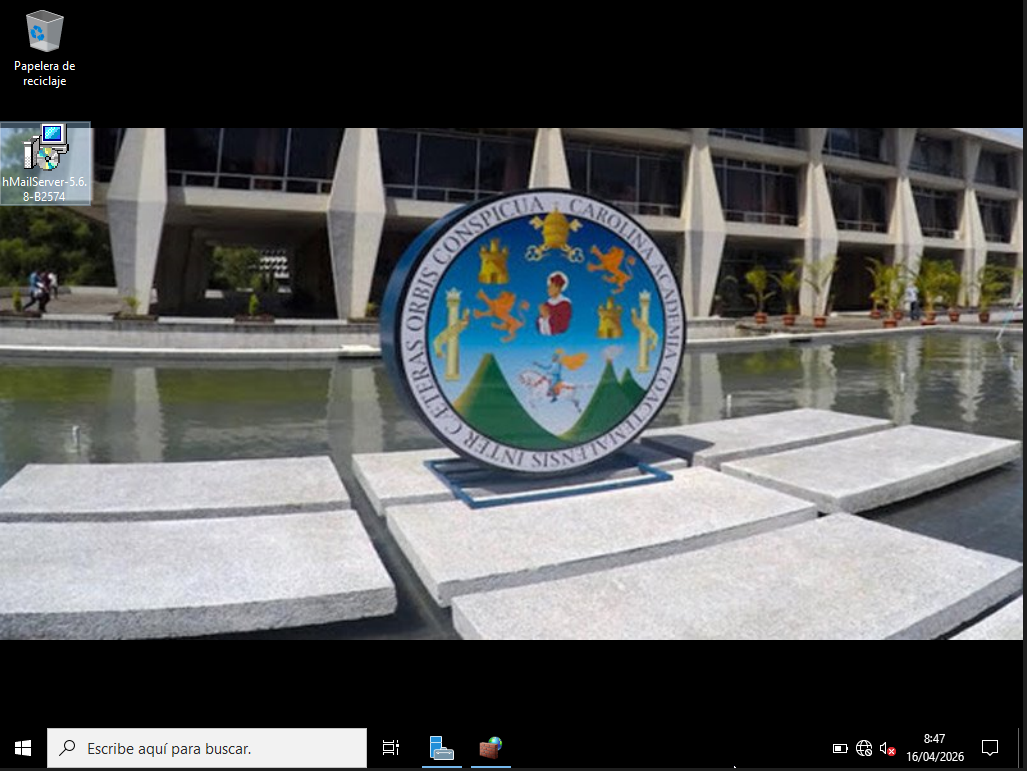 Papelera de
reciclaje
hMailServer-5.6.
8-B2574
CETERAS ORBIS CONSPICUA CAROLINA ACADEMIA COACTEMALENSIS INTER
Escribe aquí para buscar.
8:47
16/04/2026